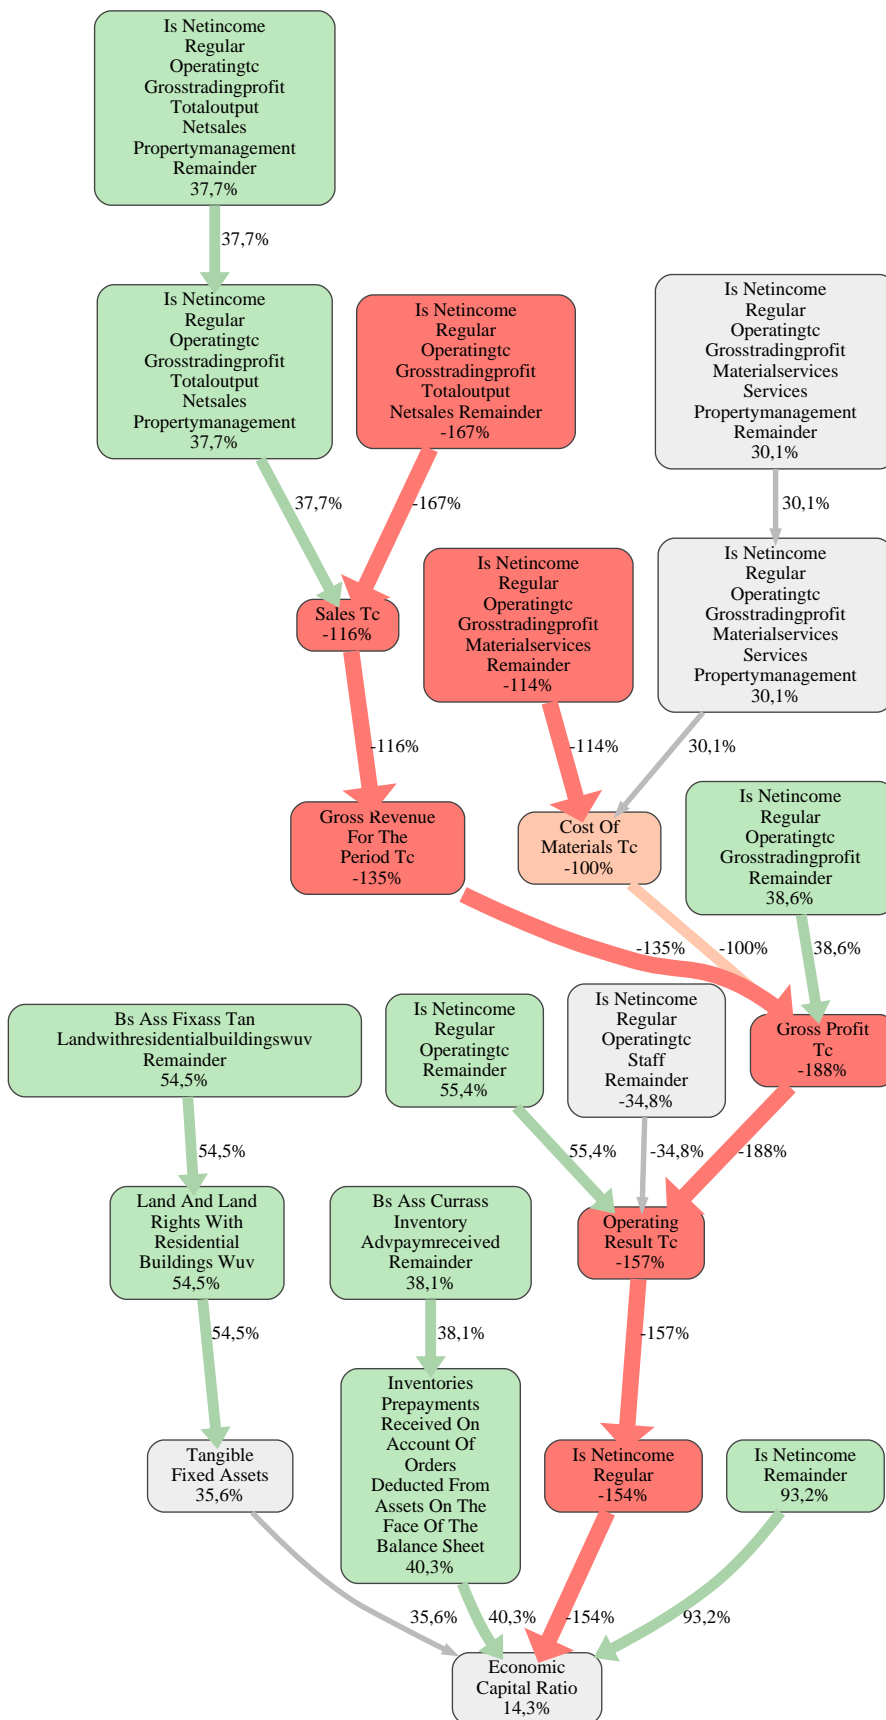 Is Netincome
Regular
Operatingtc
Grosstradingprofit
Totaloutput
Netsales
Propertymanagement
Remainder
37,7%
37,7%
Is Netincome
Regular
Operatingtc
Grosstradingprofit
Totaloutput
Netsales
Propertymanagement
37,7%
Is Netincome
Regular
Operatingtc
Grosstradingprofit
Totaloutput
Netsales Remainder
-167%
Is Netincome
Regular
Operatingtc
Grosstradingprofit
Materialservices
Services
Propertymanagement
Remainder
30,1%
37,7%
-167%
30,1%
Sales Tc
-116%
Is Netincome
Regular
Operatingtc
Grosstradingprofit
Materialservices
Remainder
-114%
Is Netincome
Regular
Operatingtc
Grosstradingprofit
Materialservices
Services
Propertymanagement
30,1%
-116%
-114%
30,1%
Gross Revenue
For The
Period Tc
-135%
Cost Of
Materials Tc
-100%
Is Netincome
Regular
Operatingtc
Grosstradingprofit
Remainder
38,6%
-135%
-100%
38,6%
Bs Ass Fixass Tan
Landwithresidentialbuildingswuv
Remainder
54,5%
Is Netincome
Regular
Operatingtc
Remainder
55,4%
Is Netincome
Regular
Operatingtc
Staff
Remainder
-34,8%
Gross Profit
Tc
-188%
54,5%
55,4%
-34,8%
-188%
Land And Land
Rights With
Residential
Buildings Wuv
54,5%
Bs Ass Currass
Inventory
Advpaymreceived
Remainder
38,1%
Operating
Result Tc
-157%
54,5%
38,1%
-157%
Tangible
Fixed Assets
35,6%
Inventories
Prepayments
Received On
Account Of
Orders
Deducted From
Assets On The
Face Of The
Balance Sheet
40,3%
Is Netincome
Regular
-154%
Is Netincome
Remainder
93,2%
35,6%
40,3%
-154%
93,2%
Economic
Capital Ratio
14,3%